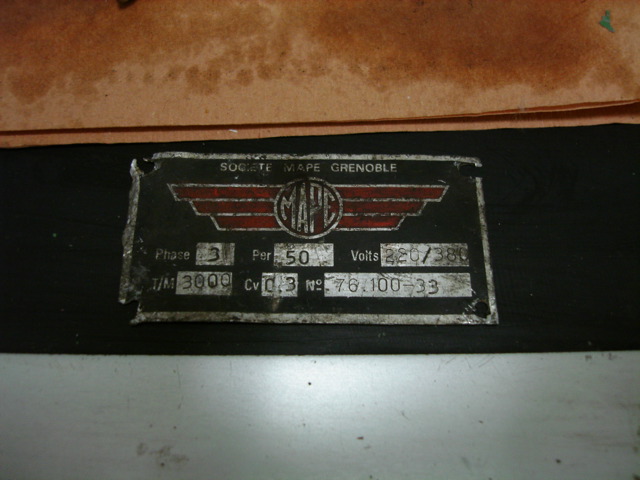 SOCIETE MAPE GRENOBLE
MAPE
Phase 3 Per 50 Volts 220/380
T/M 3000 Cv 0.3 Nº 76.100-33